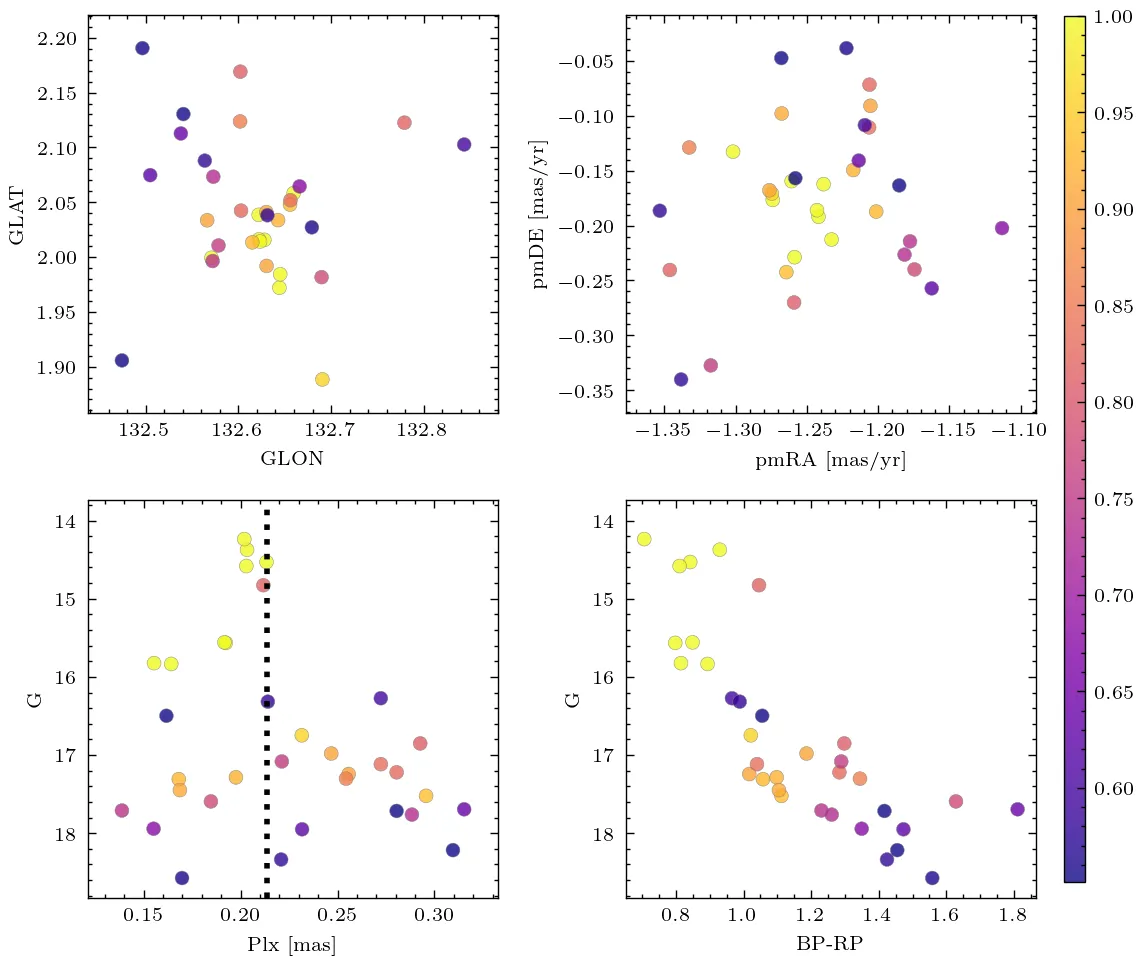 2.20
2.15
2.10
2.05
2.00
1.95
1.90
GLAT
132.5 132.6 132.7 132.8
GLON
−0.05
−0.10
−0.15
−0.20
−0.25
−0.30
−0.35
pmDE [mas/yr]
−1.35 −1.30 −1.25 −1.20 −1.15 −1.10
pmRA [mas/yr]
14
15
16
17
18
G
0.15 0.20 0.25 0.30
Plx [mas]
14
15
16
17
18
G
0.8 1.0 1.2 1.4 1.6 1.8
BP-RP
1.00
0.95
0.90
0.85
0.80
0.75
0.70
0.65
0.60